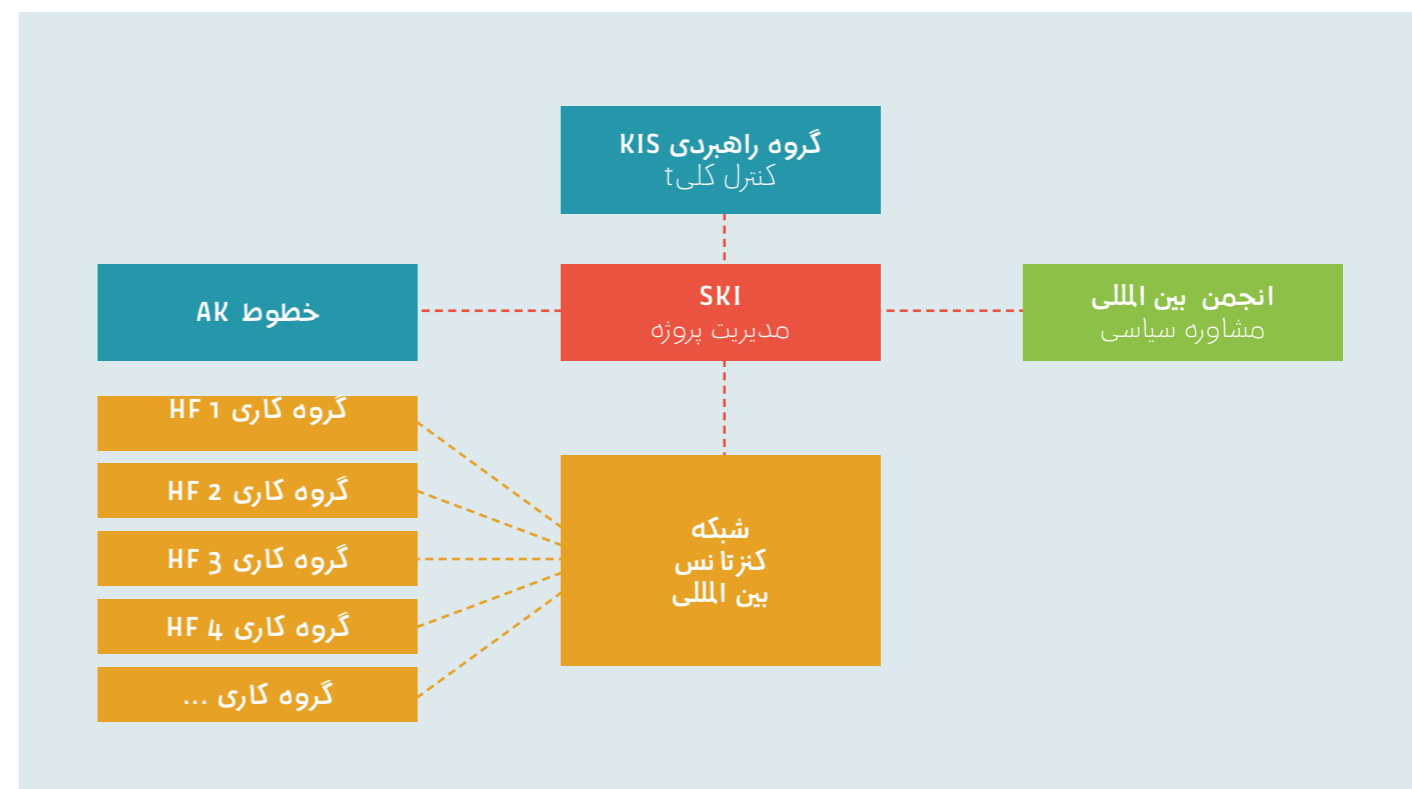 گروه راهبردی KIS
کنترل کلیt
خطوط AK
SKI
مدیریت پروژه
انجمن بین المللی
مشاوره سیاسی
گروه کاری HF 1
گروه کاری HF 2
گروه کاری HF 3
گروه کاری HF 4
گروه کاری ...
شبکه
کنزتا نس
بین المللی